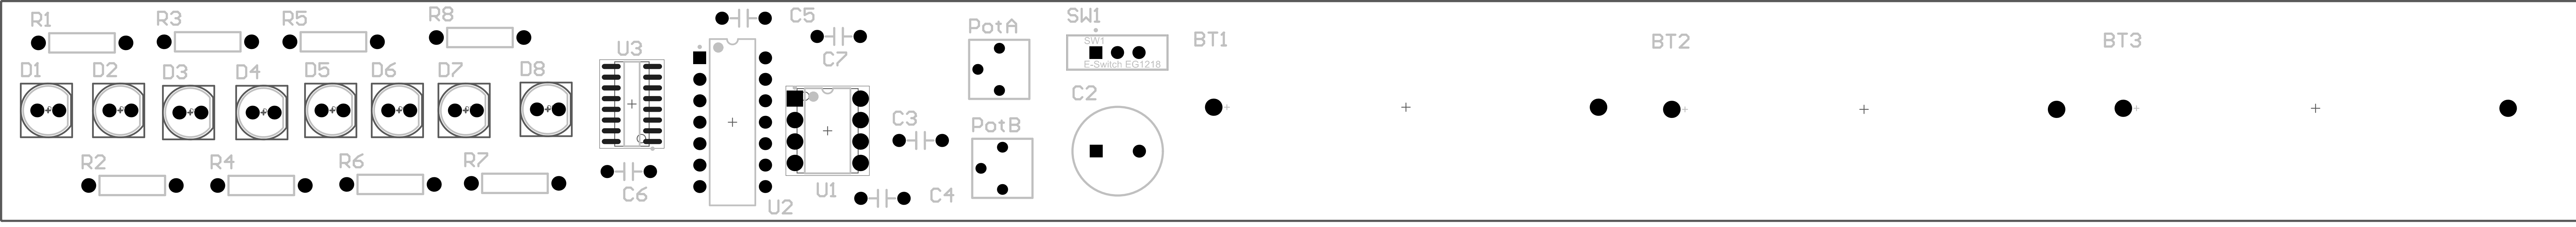 R1
R3
R5
R8
C5
C7
PotA
SW1
SW1
E-Switch EG1218
BT1
BT2
BT3
U3
D1
D2
D3
D4
D5
D6
D7
D8
C2
C3
PotB
R2
R4
R6
R7
C6
U2
U1
C4